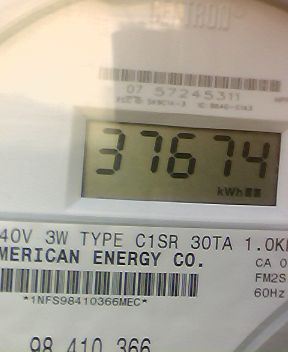 CENTRON®
07 57245311
37674
kWh
40V 3W TYPE C1SR 30TA 1.0K
MERICAN ENERGY CO.
CA 0
FM2S
60Hz
*1NFS98410366MEC*
98 410 366